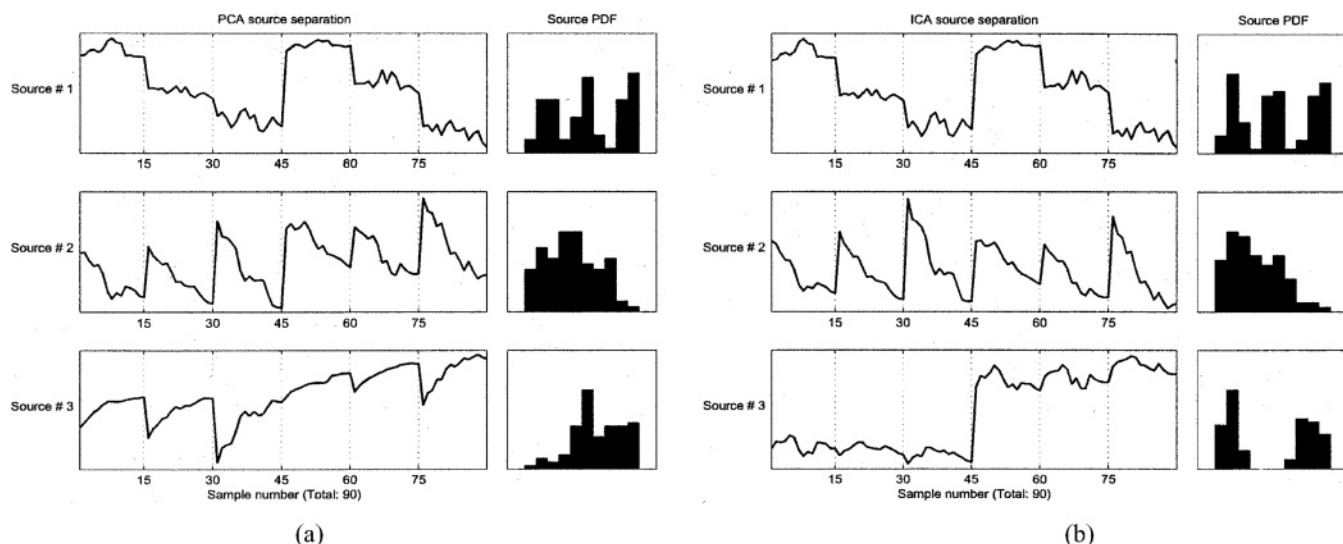 PCA source separation
Source PDF
Source # 1
15 30 45 60 75
Source # 2
15 30 45 60 75
Source # 3
15 30 45 60 75
Sample number (Total: 90)
(a)
ICA source separation
Source PDF
Source # 1
15 30 45 60 75
Source # 2
15 30 45 60 75
Source # 3
15 30 45 60 75
Sample number (Total: 90)
(b)